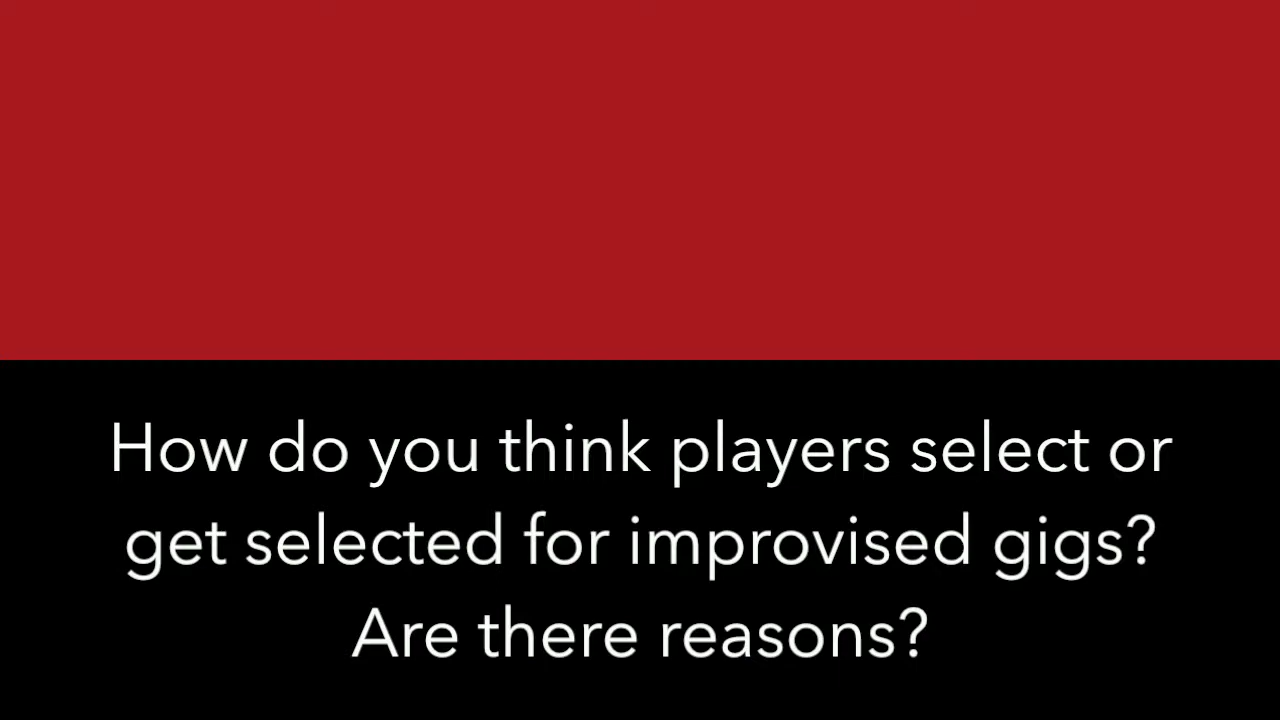 How do you think players select or
get selected for improvised gigs?
Are there reasons?